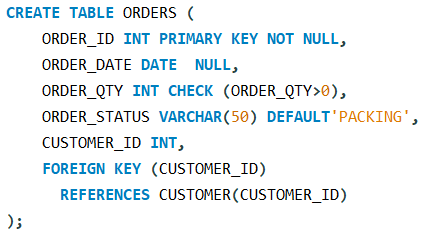 CREATE TABLE ORDERS (
ORDER_ID INT PRIMARY KEY NOT NULL,
ORDER_DATE DATE  NULL,
ORDER_QTY INT CHECK (ORDER_QTY>0),
ORDER_STATUS VARCHAR(50) DEFAULT'PACKING',
CUSTOMER_ID INT,
FOREIGN KEY (CUSTOMER_ID)
REFERENCES CUSTOMER(CUSTOMER_ID)
);